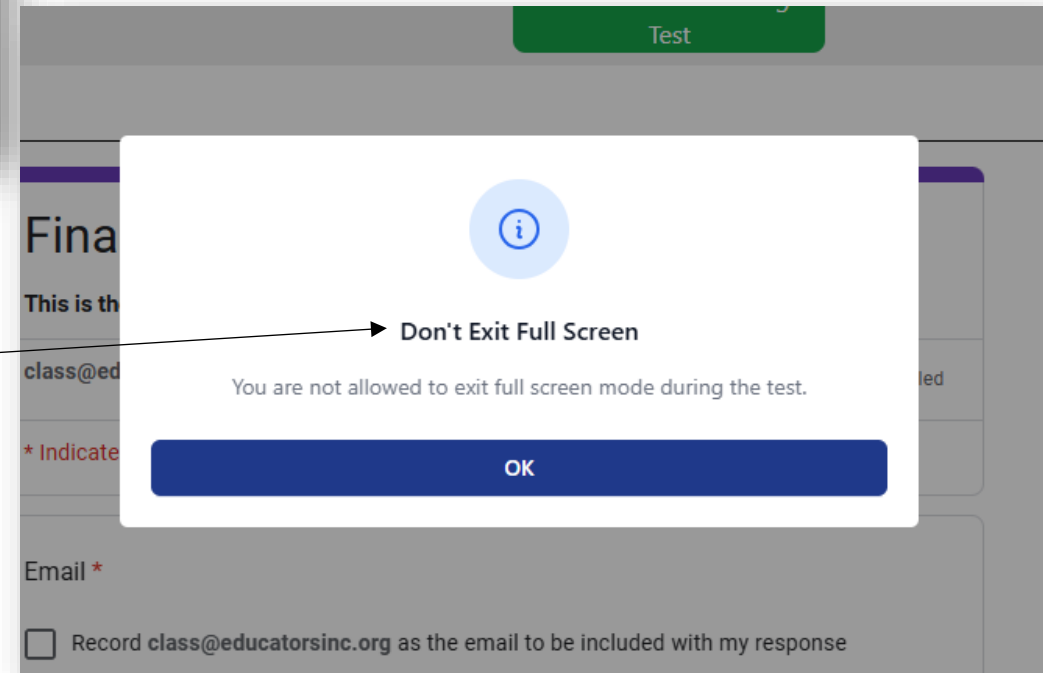 Test
Fina
This is th
Don't Exit Full Screen
class@ed
You are not allowed to exit full screen mode during the test.
led
* Indicate
OK
Email *
Record class@educatorsinc.org as the email to be included with my response